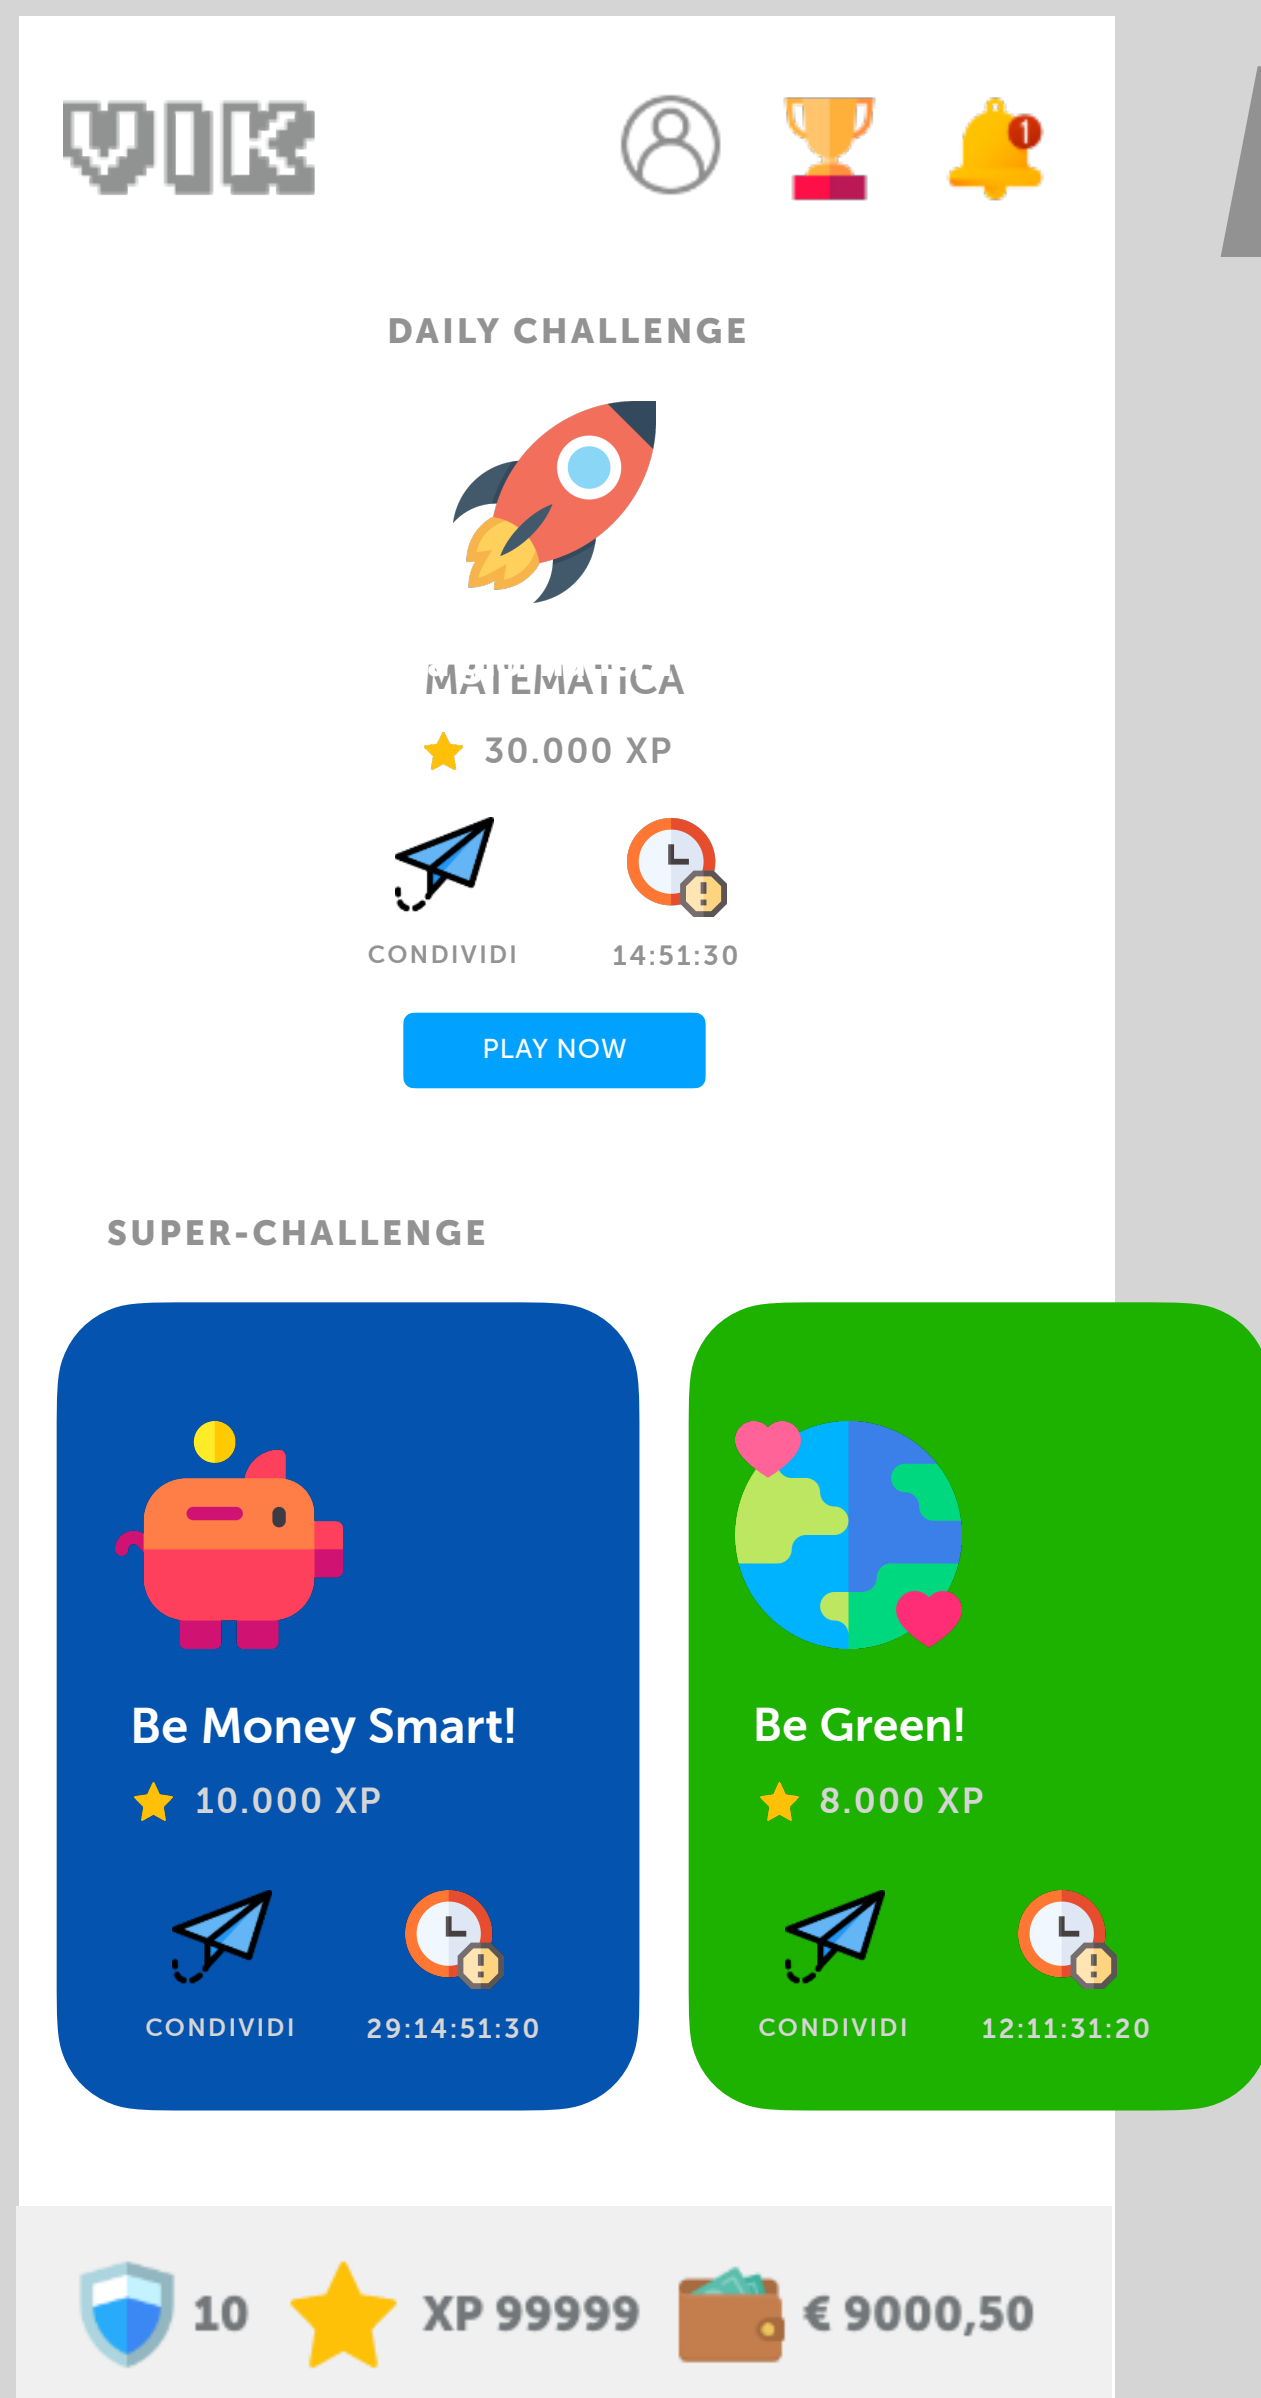 VIK
1
DAILY CHALLENGE
MATEMATiCA
30.000 XP
CONDIVIDI
14:51:30
PLAY NOW
SUPER-CHALLENGE
Be Money Smart!
10.000 XP
CONDIVIDI
29:14:51:30
Be Green!
8.000 XP
CONDIVIDI
12:11:31:20
10
XP 99999
€ 9000,50